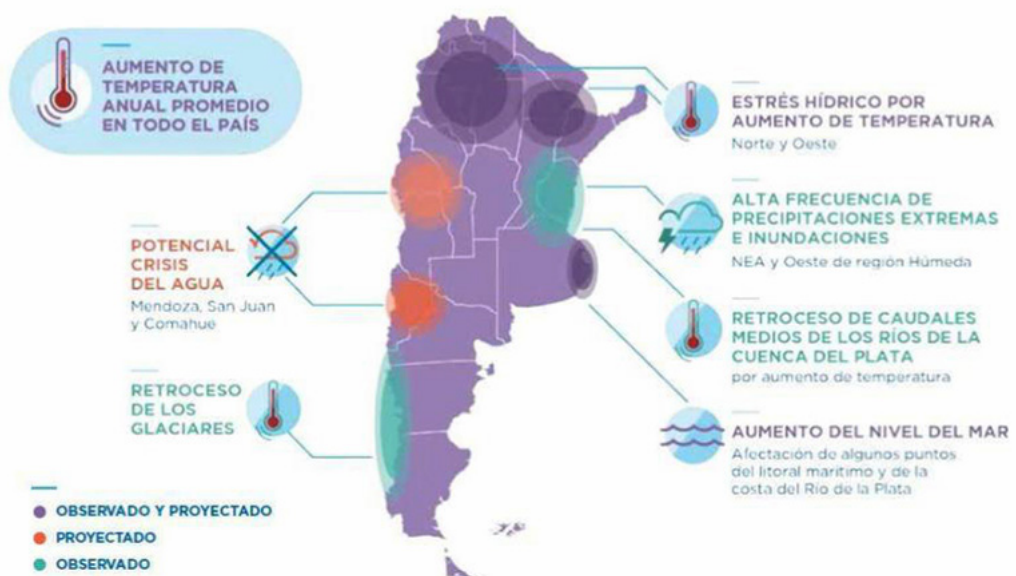 AUMENTO DE
TEMPERATURA
ANUAL PROMEDIO
EN TODO EL PAÍS
POTENCIAL
CRISIS
DEL AGUA
Mendoza, San Juan
y Comahue
RETROCESO
DE LOS
GLACIARES
OBSERVADO Y PROYECTADO
PROYECTADO
OBSERVADO
ESTRÉS HÍDRICO POR
AUMENTO DE TEMPERATURA
Norte y Oeste
ALTA FRECUENCIA DE
PRECIPITACIONES EXTREMAS
E INUNDACIONES
NEA y Oeste de región Húmeda
RETROCESO DE CAUDALES
MEDIOS DE LOS RÍOS DE LA
CUENCA DEL PLATA
por aumento de temperatura
AUMENTO DEL NIVEL DEL MAR
Afectación de algunos puntos
del litoral marítimo y de la
costa del Río de la Plata